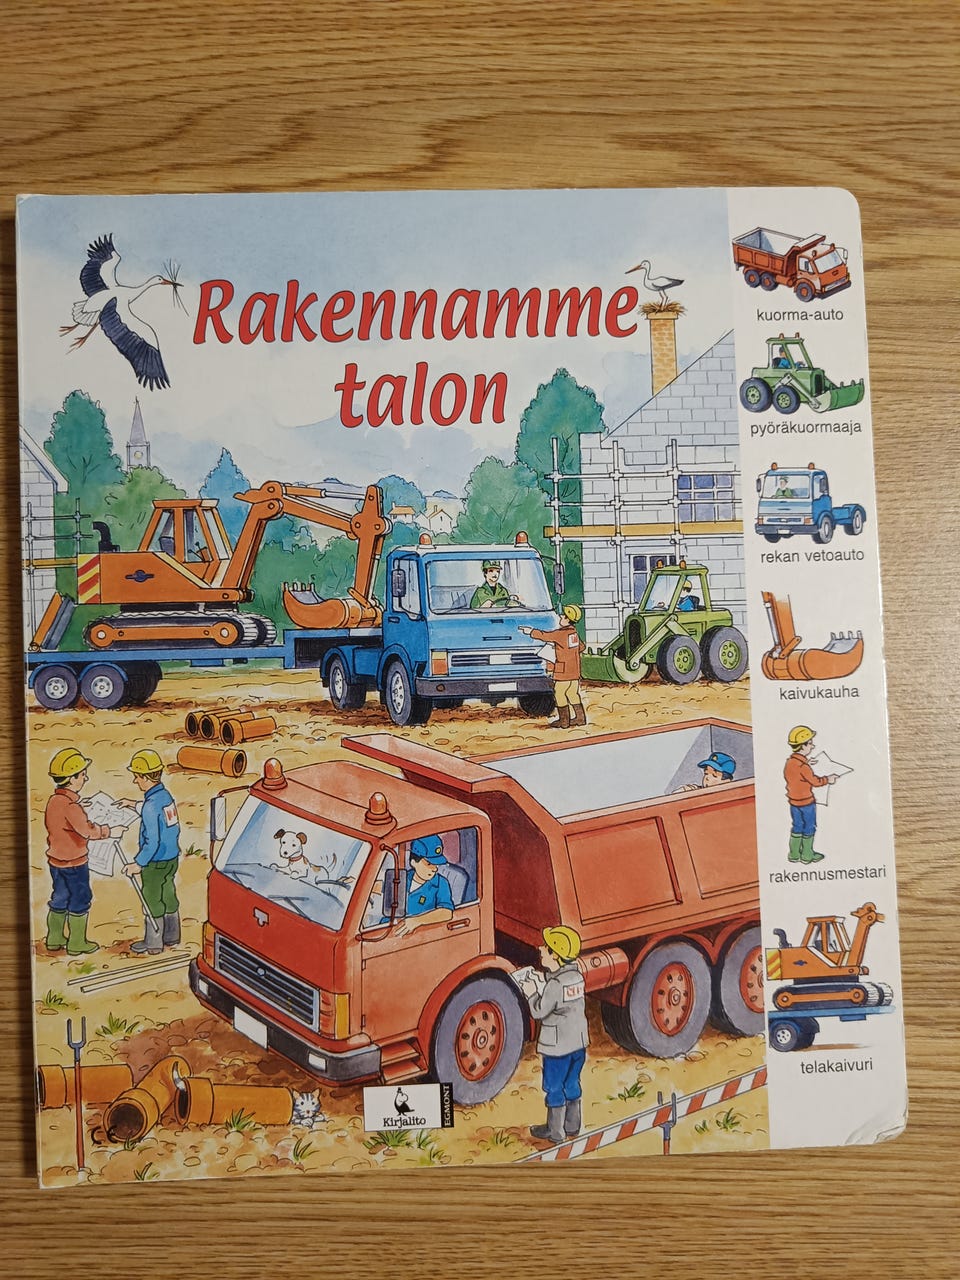 Rakennamme
talon
kuorma-auto
pyöräkuormaaja
rekan vetoauto
kaivukauha
rakennusmestari
telakaivuri
Kirjalito
EGMONT